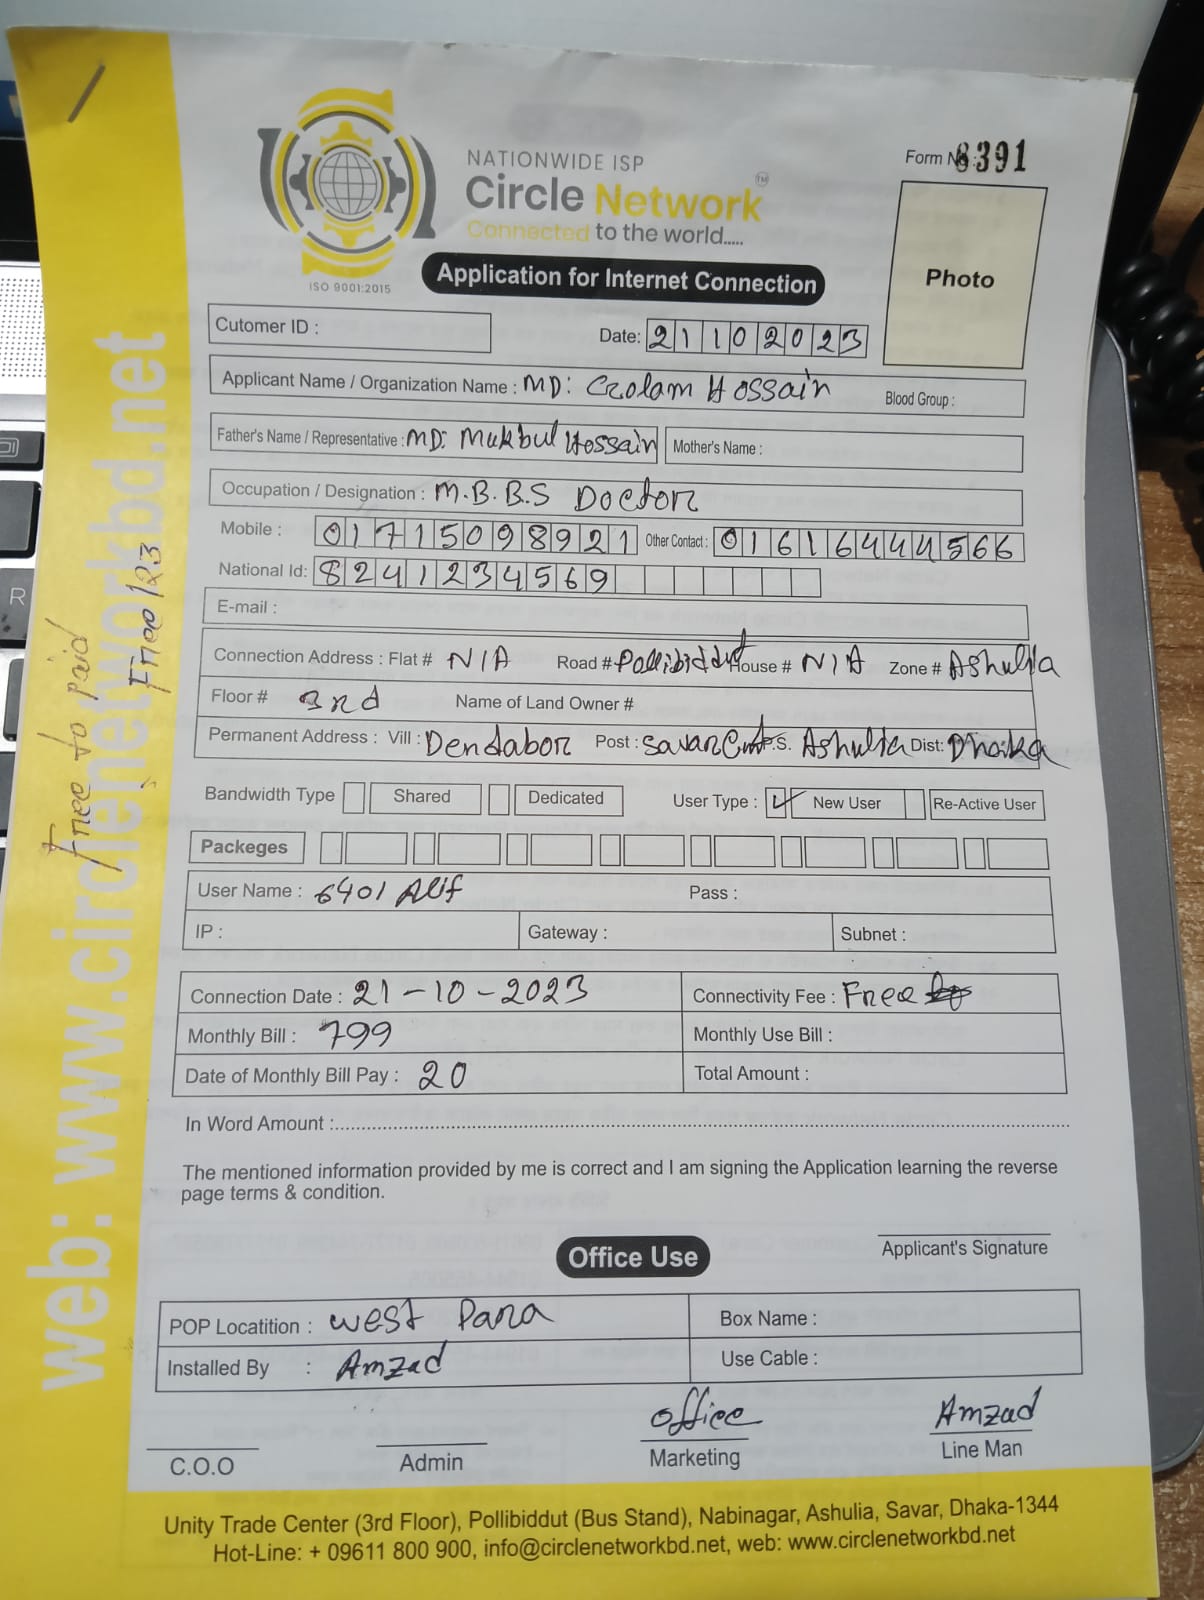 NATIONWIDE ISP
Circle Network TM
Connected to the world.....
ISO 9001:2015
Form No 8391
Photo
Application for Internet Connection
Cutomer ID :
Date: 21102023
Applicant Name / Organization Name : MD: Golam Hossain Blood Group :
Father's Name / Representative : MD: Mukbul Hossain Mother's Name :
Occupation / Designation : M.B.B.S Doctor
Mobile : 01715098921 Other Contact : 01616444566
National Id: 8241234569
E-mail :
Connection Address : Flat # N/A Road # Pollibiddut House # N/A Zone # Ashulia
Floor # 3rd Name of Land Owner #
Permanent Address : Vill : Dendabor Post : Savar Cant P.S. Ashulia Dist: Dhaka
Bandwidth Type Shared Dedicated User Type : New User Re-Active User
Packeges
User Name : 6401 Alif Pass :
IP : Gateway : Subnet :
Connection Date : 21-10-2023 Connectivity Fee : Free
Monthly Bill : 799 Monthly Use Bill :
Date of Monthly Bill Pay : 20 Total Amount :
In Word Amount :
The mentioned information provided by me is correct and I am signing the Application learning the reverse
page terms & condition.
Applicant's Signature
Office Use
POP Locatition : West Para Box Name :
Installed By : Amzad Use Cable :
office Amzad
C.O.O Admin Marketing Line Man
Unity Trade Center (3rd Floor), Pollibiddut (Bus Stand), Nabinagar, Ashulia, Savar, Dhaka-1344
Hot-Line: + 09611 800 900, info@circlenetworkbd.net, web: www.circlenetworkbd.net
web: www.circlenetworkbd.net
Free to paid
Free/23